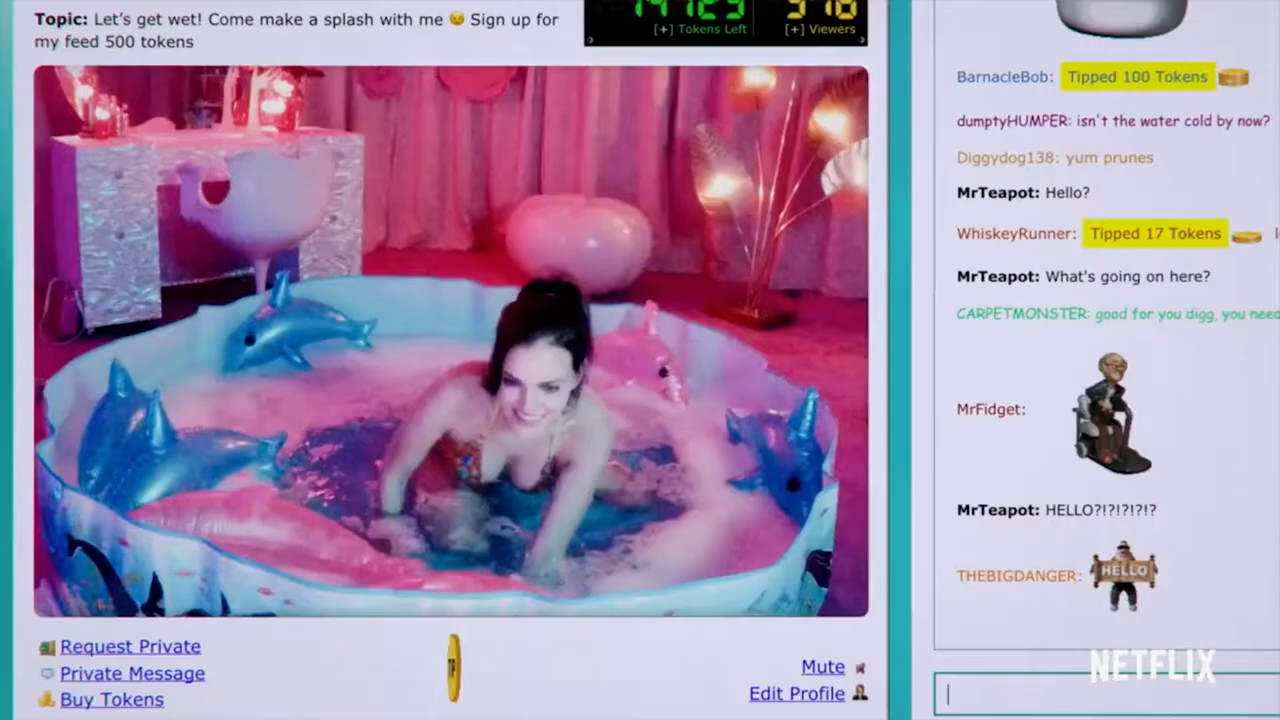 Topic: Let's get wet! Come make a splash with me 😉 Sign up for
my feed 500 tokens
[+] Tokens Left
[+] Viewers
BarnacleBob: Tipped 100 Tokens
dumptyHUMPER: isn't the water cold by now?
Diggydog138: yum prunes
MrTeapot: Hello?
WhiskeyRunner: Tipped 17 Tokens
MrTeapot: What's going on here?
CARPETMONSTER: good for you digg, you need
MrFidget:
MrTeapot: HELLO?!?!?!?!?
THEBIGDANGER: HELLO
Request Private
Private Message
Buy Tokens
TIP
Mute
Edit Profile
NETFLIX